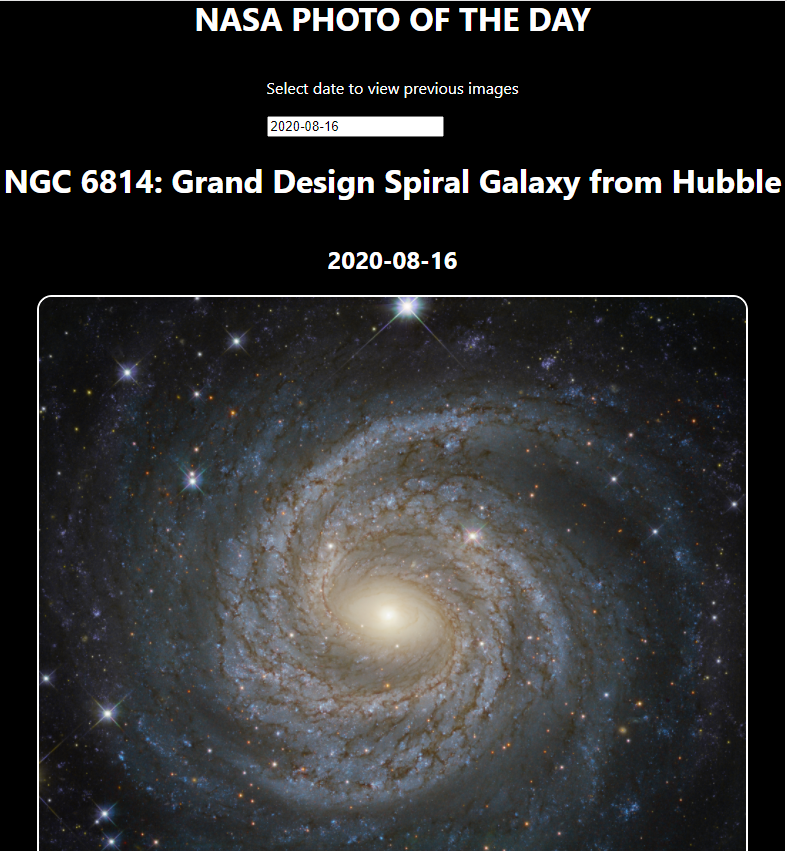 NASA PHOTO OF THE DAY
Select date to view previous images
2020-08-16
NGC 6814: Grand Design Spiral Galaxy from Hubble
2020-08-16